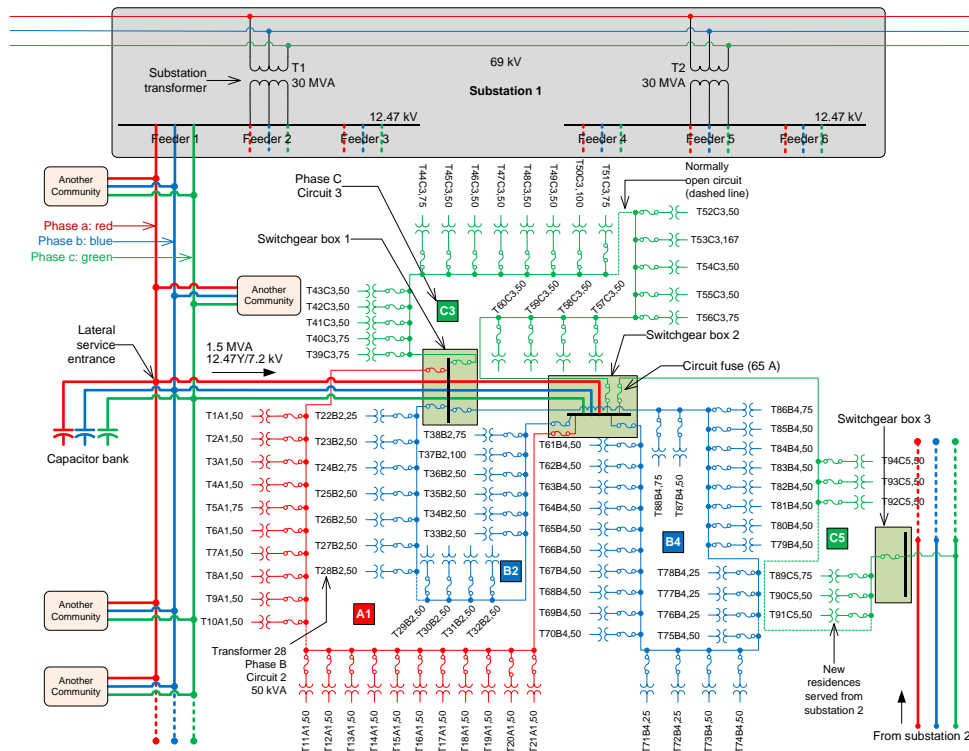 69 kV
T1
30 MVA
T2
30 MVA
Substation
transformer
Substation 1
12.47 kV
12.47 kV
Feeder 1
Feeder 2
Feeder 3
Feeder 4
Feeder 5
Feeder 6
Another
Community
Phase a: red
Phase b: blue
Phase c: green
Another
Community
Phase C
Circuit 3
Switchgear box 1
T44C3,75
T45C3,50
T46C3,50
T47C3,50
T48C3,50
T49C3,50
T50C3,100
T51C3,75
Normally
open circuit
(dashed line)
T52C3,50
T53C3,167
T54C3,50
T55C3,50
T56C3,75
T60C3,50
T59C3,50
T58C3,50
T57C3,50
T43C3,50
T42C3,50
T41C3,50
T40C3,75
T39C3,75
C3
Switchgear box 2
Circuit fuse (65 A)
Lateral
service
entrance
1.5 MVA
12.47Y/7.2 kV
Capacitor bank
T1A1,50
T2A1,50
T3A1,50
T4A1,50
T5A1,75
T6A1,50
T7A1,50
T8A1,50
T9A1,50
T10A1,50
T22B2,25
T23B2,50
T24B2,75
T25B2,50
T26B2,50
T27B2,50
T28B2,50
T38B2,75
T37B2,100
T36B2,50
T35B2,50
T34B2,50
T33B2,50
B2
T29B2,50
T30B2,50
T31B2,50
T32B2,50
A1
T61B4,50
T62B4,50
T63B4,50
T64B4,50
T65B4,50
T66B4,50
T67B4,50
T68B4,50
T69B4,50
T70B4,50
T88B4,75
T87B4,50
B4
T86B4,75
T85B4,50
T84B4,50
T83B4,50
T82B4,50
T81B4,50
T80B4,50
T79B4,50
T78B4,25
T77B4,25
T76B4,25
T75B4,50
Switchgear box 3
T94C5,50
T93C5,50
T92C5,50
C5
T89C5,75
T90C5,50
T91C5,50
Another
Community
Another
Community
Transformer 28
Phase B
Circuit 2
50 kVA
T11A1,50
T12A1,50
T13A1,50
T14A1,50
T15A1,50
T16A1,50
T17A1,50
T18A1,50
T19A1,50
T20A1,50
T21A1,50
T71B4,25
T72B4,25
T73B4,50
T74B4,50
New
residences
served from
substation 2
From substation 2